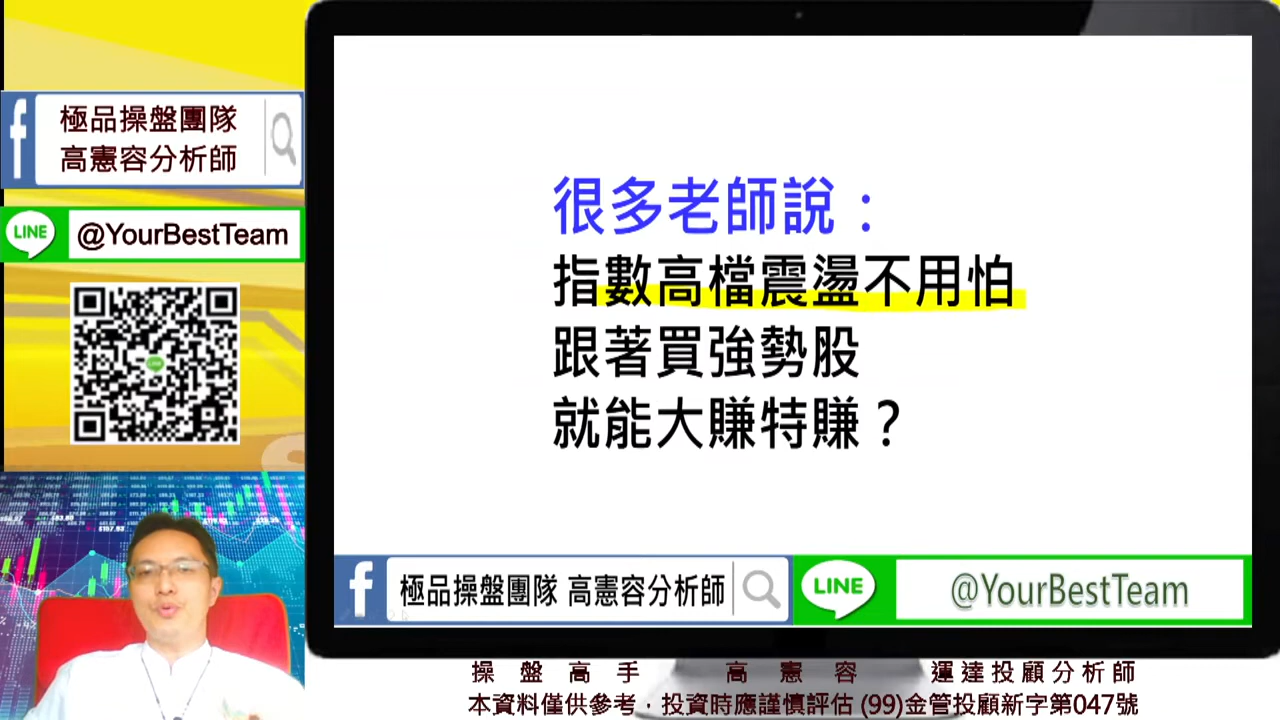 極品操盤團隊
高憲容分析師
LINE
@YourBestTeam
很多老師說：
指數高檔震盪不用怕
跟著買強勢股
就能大賺特賺？
極品操盤團隊 高憲容分析師
LINE
@YourBestTeam
操盤高手 高憲容 運達投顧分析師
本資料僅供參考，投資時應謹慎評估 (99)金管投顧新字第047號